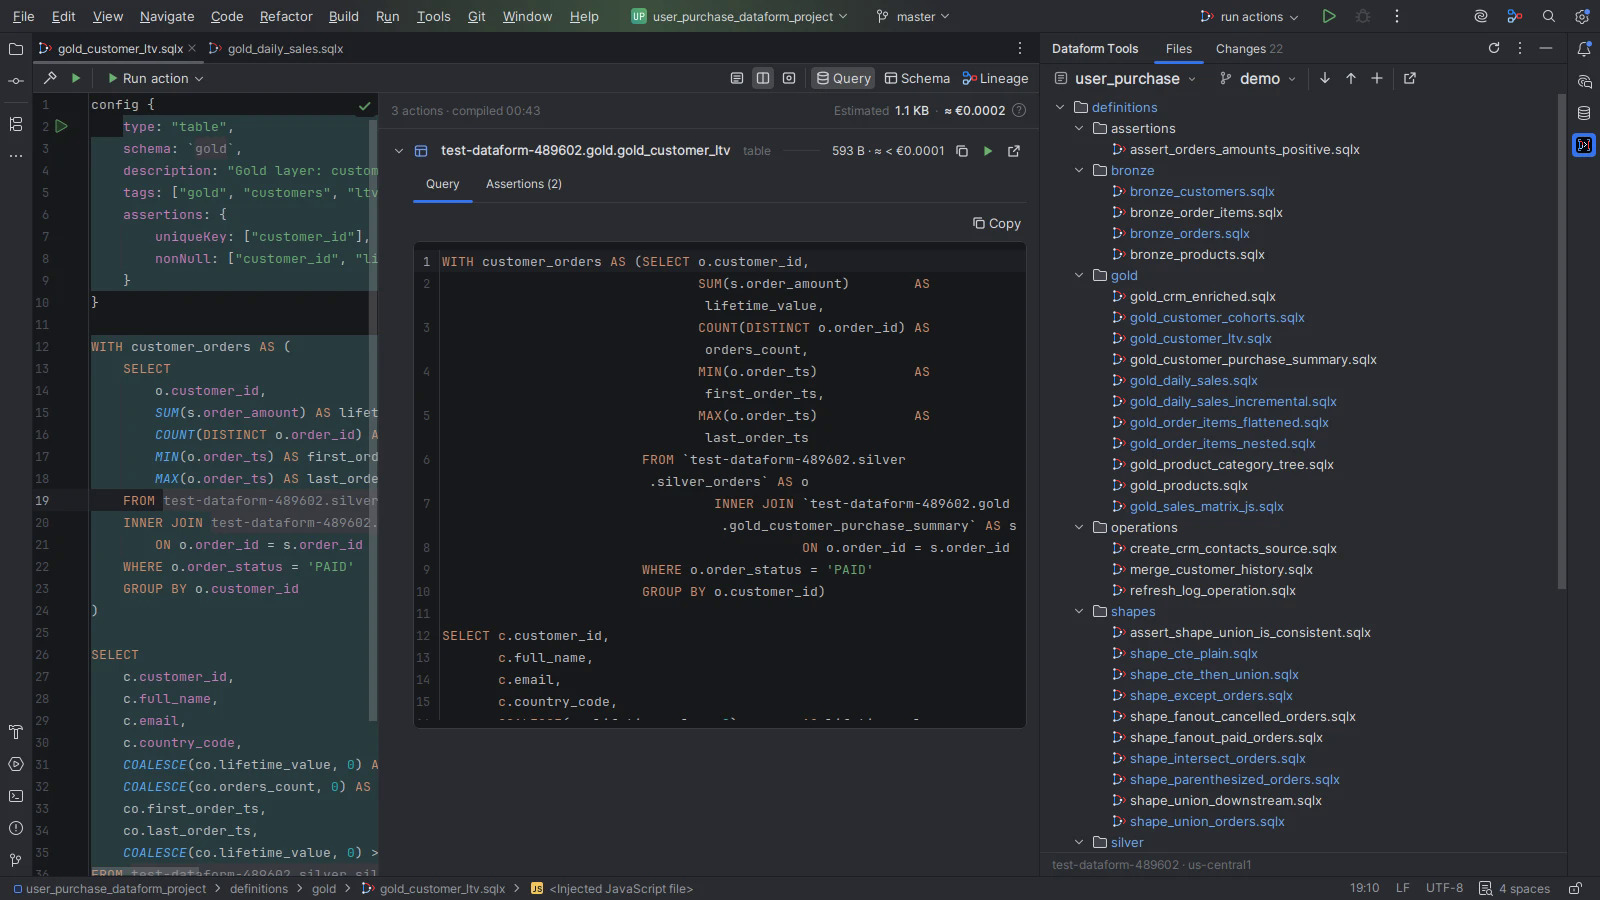 File Edit View Navigate Code Refactor Build Run Tools Git Window Help UP user_purchase_dataform_project master run actions
gold_customer_ltv.sqlx gold_daily_sales.sqlx
Run action Query Schema Lineage
1 config {
2 type: "table",
3 schema: `gold`,
4 description: "Gold layer: custom
5 tags: ["gold", "customers", "ltv
6 assertions: {
7 uniqueKey: ["customer_id"],
8 nonNull: ["customer_id", "li
9 }
10 }
11
12 WITH customer_orders AS (
13 SELECT
14 o.customer_id,
15 SUM(s.order_amount) AS lifet
16 COUNT(DISTINCT o.order_id) A
17 MIN(o.order_ts) AS first_ord
18 MAX(o.order_ts) AS last_orde
19 FROM test-dataform-489602.silver
20 INNER JOIN test-dataform-489602.
21 ON o.order_id = s.order_id
22 WHERE o.order_status = 'PAID'
23 GROUP BY o.customer_id
24 )
25
26 SELECT
27 c.customer_id,
28 c.full_name,
29 c.email,
30 c.country_code,
31 COALESCE(co.lifetime_value, 0) A
32 COALESCE(co.orders_count, 0) AS
33 co.first_order_ts,
34 co.last_order_ts,
35 COALESCE(co.lifetime_value, 0) >
36 FROM test-dataform-489602.silver.sil
3 actions · compiled 00:43 Estimated 1.1 KB · ≈ €0.0002
test-dataform-489602.gold.gold_customer_ltv table 593 B · ≈ < €0.0001
Query Assertions (2)
Copy
1 WITH customer_orders AS (SELECT o.customer_id,
2 SUM(s.order_amount) AS
lifetime_value,
3 COUNT(DISTINCT o.order_id) AS
orders_count,
4 MIN(o.order_ts) AS
first_order_ts,
5 MAX(o.order_ts) AS
last_order_ts
6 FROM `test-dataform-489602.silver
.silver_orders` AS o
7 INNER JOIN `test-dataform-489602.gold
.gold_customer_purchase_summary` AS s
8 ON o.order_id = s.order_id
9 WHERE o.order_status = 'PAID'
10 GROUP BY o.customer_id)
11
12 SELECT c.customer_id,
13 c.full_name,
14 c.email,
15 c.country_code,
Dataform Tools Files Changes 22
user_purchase demo
definitions
assertions
assert_orders_amounts_positive.sqlx
bronze
bronze_customers.sqlx
bronze_order_items.sqlx
bronze_orders.sqlx
bronze_products.sqlx
gold
gold_crm_enriched.sqlx
gold_customer_cohorts.sqlx
gold_customer_ltv.sqlx
gold_customer_purchase_summary.sqlx
gold_daily_sales.sqlx
gold_daily_sales_incremental.sqlx
gold_order_items_flattened.sqlx
gold_order_items_nested.sqlx
gold_product_category_tree.sqlx
gold_products.sqlx
gold_sales_matrix_js.sqlx
operations
create_crm_contacts_source.sqlx
merge_customer_history.sqlx
refresh_log_operation.sqlx
shapes
assert_shape_union_is_consistent.sqlx
shape_cte_plain.sqlx
shape_cte_then_union.sqlx
shape_except_orders.sqlx
shape_fanout_cancelled_orders.sqlx
shape_fanout_paid_orders.sqlx
shape_intersect_orders.sqlx
shape_parenthesized_orders.sqlx
shape_union_downstream.sqlx
shape_union_orders.sqlx
silver
test-dataform-489602 · us-central1
user_purchase_dataform_project definitions gold gold_customer_ltv.sqlx JS <Injected JavaScript file> 19:10 LF UTF-8 4 spaces